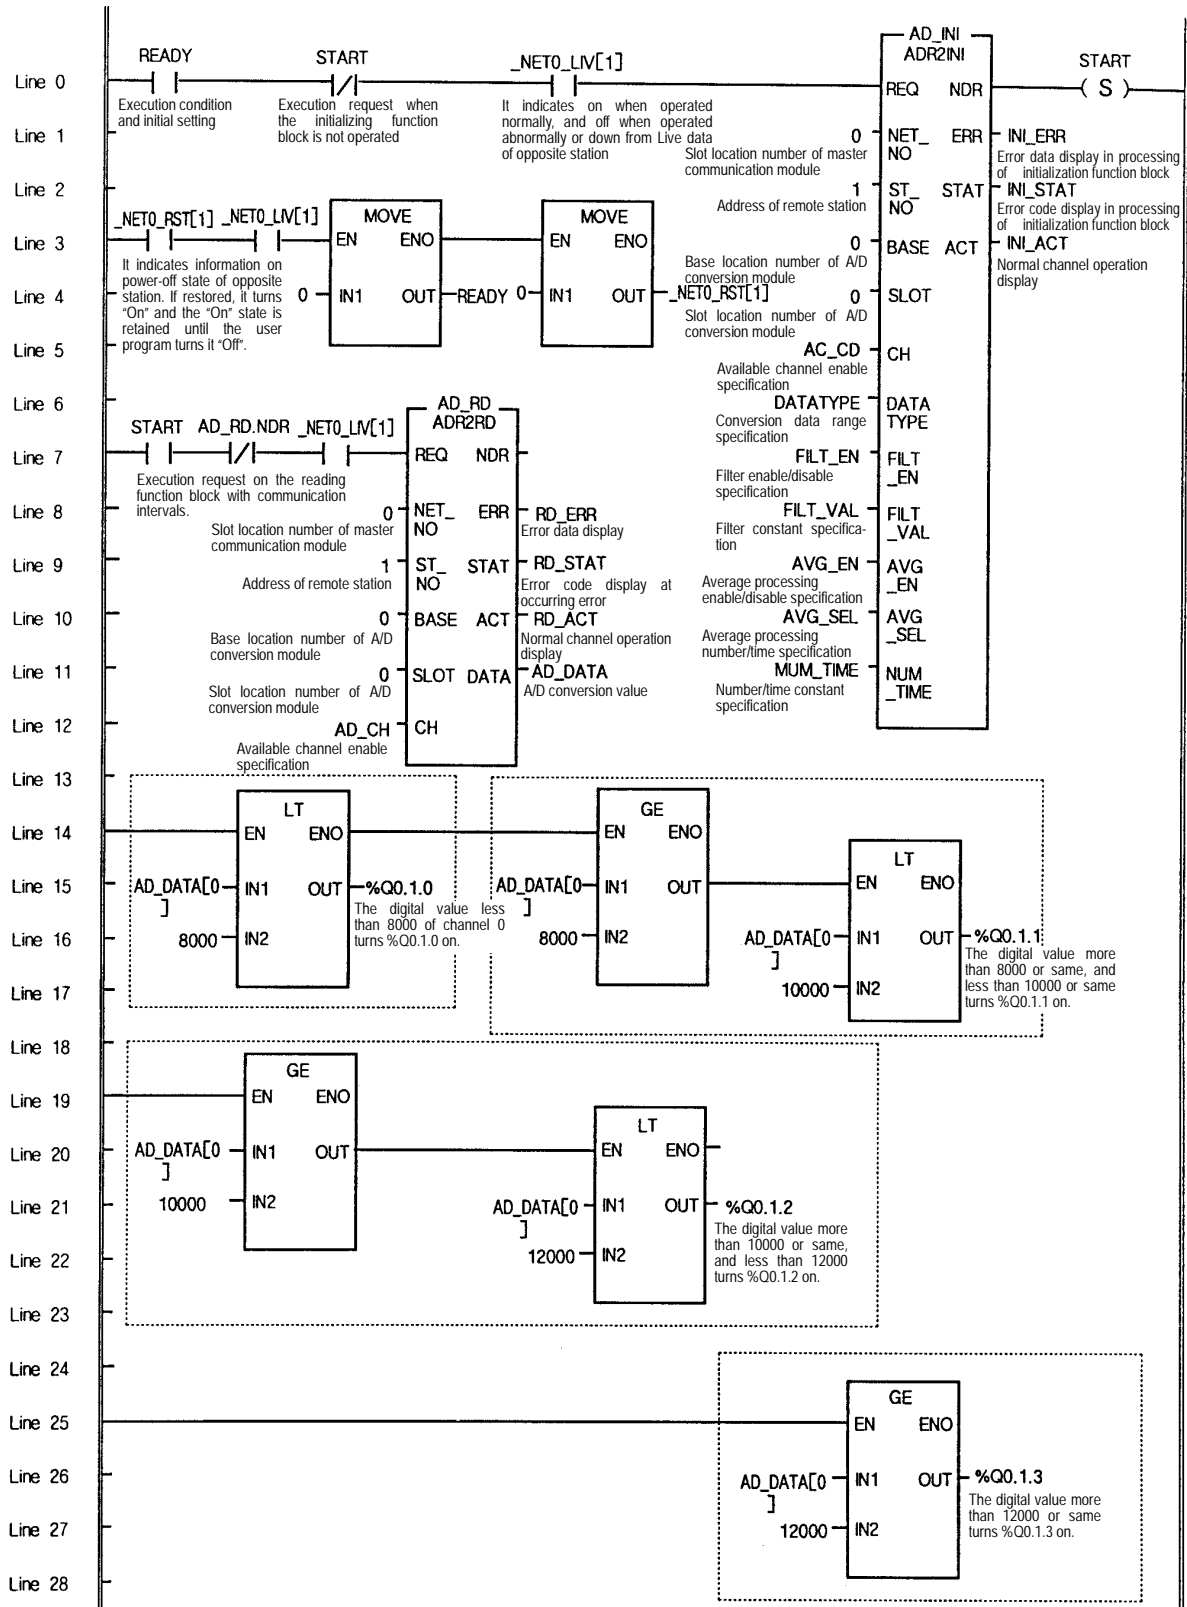 READY
START
_NET0_LIV[1]
AD_INI
ADR2INI
START
Line 0
REQ NDR
( S )
Execution condition
and initial setting
Execution request when
the initializing function
block is not operated
It indicates on when operated
normally, and off when operated
abnormally or down from Live data
of opposite station
Line 1
0
NET_
NO
ERR
INI_ERR
Slot location number of master
communication module
Error data display in processing
of initialization function block
Line 2
1
ST_
NO
STAT
INI_STAT
Address of remote station
Error code display in processing
of initialization function block
_NET0_RST[1]
_NET0_LIV[1]
MOVE
MOVE
Line 3
EN ENO
EN ENO
0
BASE ACT
INI_ACT
Base location number of A/D
conversion module
Normal channel operation
display
It indicates information on
power-off state of opposite
station. If restored, it turns
“On” and the “On” state is
retained until the user
program turns it “Off”.
Line 4
0
IN1 OUT
READY
0
IN1 OUT
_NET0_RST[1]
0
SLOT
Slot location number of A/D
conversion module
Line 5
AC_CD
CH
Available channel enable
specification
Line 6
AD_RD
ADR2RD
DATATYPE
DATA
TYPE
Conversion data range
specification
START
AD_RD.NDR
_NET0_LIV[1]
Line 7
REQ NDR
FILT_EN
FILT
_EN
Filter enable/disable
specification
Execution request on the reading
function block with communication
intervals.
Line 8
0
NET_
NO
ERR
RD_ERR
FILT_VAL
FILT
_VAL
Slot location number of master
communication module
Error data display
Filter constant specifica-
tion
Line 9
1
ST_
NO
STAT
RD_STAT
AVG_EN
AVG
_EN
Address of remote station
Error code display at
occurring error
Average processing
enable/disable specification
Line 10
0
BASE ACT
RD_ACT
AVG_SEL
AVG
_SEL
Base location number of A/D
conversion module
Normal channel operation
display
Average processing
number/time specification
Line 11
0
SLOT DATA
AD_DATA
MUM_TIME
NUM
_TIME
Slot location number of A/D
conversion module
A/D conversion value
Number/time constant
specification
Line 12
AD_CH
CH
Available channel enable
specification
Line 13
LT
GE
Line 14
EN ENO
EN ENO
LT
Line 15
AD_DATA[0
]
IN1 OUT
%Q0.1.0
AD_DATA[0
]
IN1 OUT
EN ENO
The digital value less
than 8000 of channel 0
turns %Q0.1.0 on.
Line 16
8000
IN2
8000
IN2
AD_DATA[0
]
IN1 OUT
%Q0.1.1
The digital value more
than 8000 or same, and
less than 10000 or same
turns %Q0.1.1 on.
Line 17
10000
IN2
Line 18
GE
Line 19
EN ENO
LT
Line 20
AD_DATA[0
]
IN1 OUT
EN ENO
Line 21
10000
IN2
AD_DATA[0
]
IN1 OUT
%Q0.1.2
The digital value more
than 10000 or same,
and less than 12000
turns %Q0.1.2 on.
Line 22
12000
IN2
Line 23
Line 24
GE
Line 25
EN ENO
Line 26
AD_DATA[0
]
IN1 OUT
%Q0.1.3
The digital value more
than 12000 or same
turns %Q0.1.3 on.
Line 27
12000
IN2
Line 28